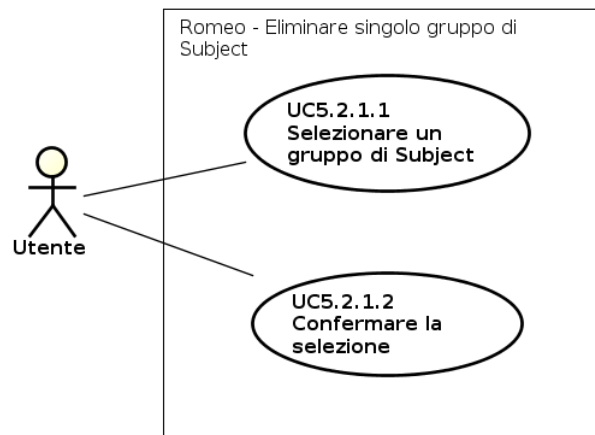 Romeo - Eliminare singolo gruppo di
Subject
UC5.2.1.1
Selezionare un
gruppo di Subject
Utente
UC5.2.1.2
Confermare la
selezione